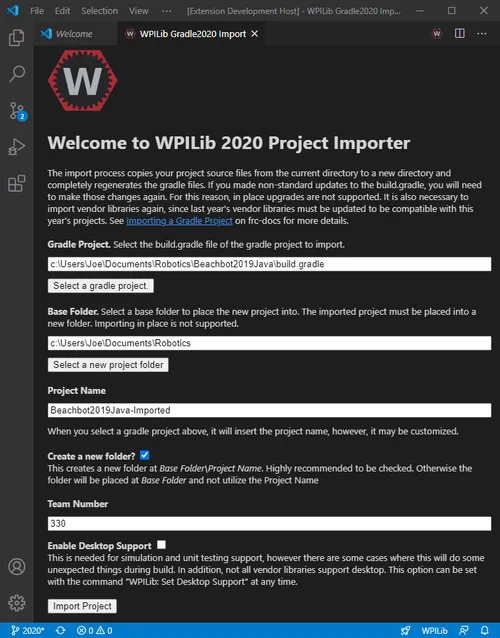 File Edit Selection View ··· [Extension Development Host] - WPILib Gradle2020 Imp...
Welcome WPILib Gradle2020 Import
W
2
Welcome to WPILib 2020 Project Importer
The import process copies your project source files from the current directory to a new directory and
completely regenerates the gradle files. If you made non-standard updates to the build.gradle, you will need
to make those changes again. For this reason, in place upgrades are not supported. It is also necessary to
import vendor libraries again, since last year's vendor libraries must be updated to be compatible with this
year's projects. See Importing a Gradle Project on frc-docs for more details.
Gradle Project. Select the build.gradle file of the gradle project to import.
c:\Users\Joe\Documents\Robotics\Beachbot2019Java\build.gradle
Select a gradle project.
Base Folder. Select a base folder to place the new project into. The imported project must be placed into a
new folder. Importing in place is not supported.
c:\Users\Joe\Documents\Robotics
Select a new project folder
Project Name
Beachbot2019Java-Imported
When you select a gradle project above, it will insert the project name, however, it may be customized.
Create a new folder?
This creates a new folder at Base Folder\Project Name. Highly recommended to be checked. Otherwise the
folder will be placed at Base Folder and not utilize the Project Name
Team Number
330
Enable Desktop Support
This is needed for simulation and unit testing support, however there are some cases where this will do some
unexpected things during build. In addition, not all vendor libraries support desktop. This option can be set
with the command "WPILib: Set Desktop Support" at any time.
Import Project
2020* 0 0 WPILib